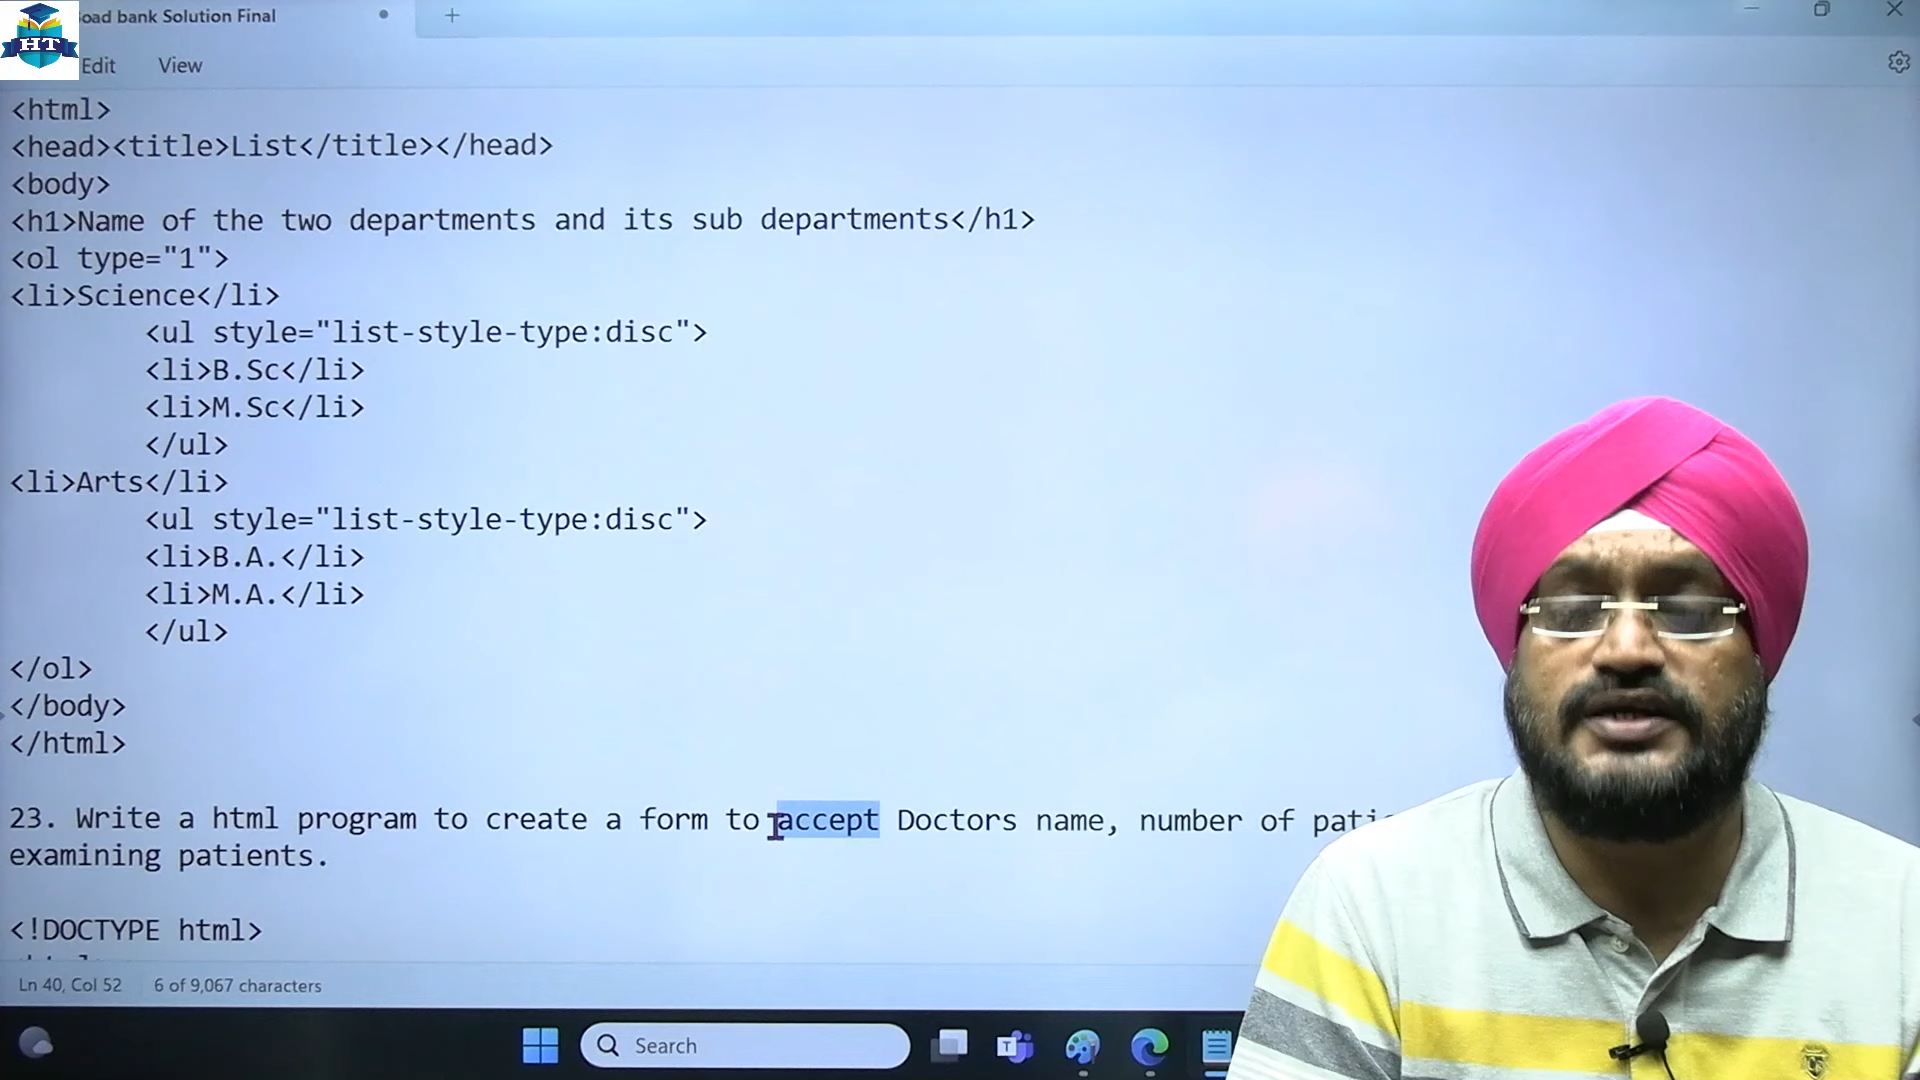 oad bank Solution Final
HT
Edit View
<html>
<head><title>List</title></head>
<body>
<h1>Name of the two departments and its sub departments</h1>
<ol type="1">
<li>Science</li>
<ul style="list-style-type:disc">
<li>B.Sc</li>
<li>M.Sc</li>
</ul>
<li>Arts</li>
<ul style="list-style-type:disc">
<li>B.A.</li>
<li>M.A.</li>
</ul>
</ol>
</body>
</html>
23. Write a html program to create a form to accept Doctors name, number of
examining patients.
<!DOCTYPE html>
Ln 40, Col 52 6 of 9,067 characters
Search
T